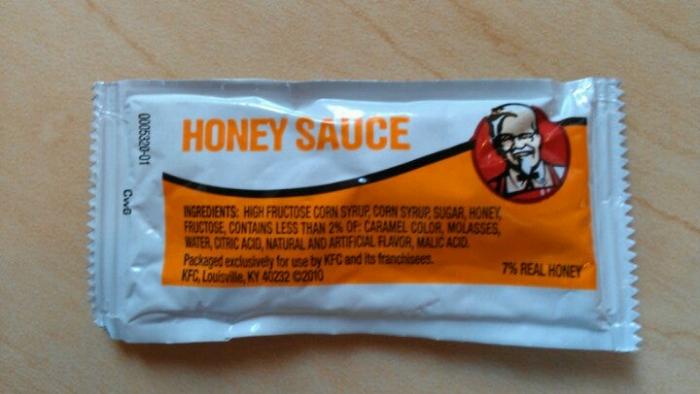 HONEY SAUCE
INGREDIENTS: HIGH FRUCTOSE CORN SYRUP, CORN SYRUP, SUGAR, HONEY,
FRUCTOSE, CONTAINS LESS THAN 2% OF: CARAMEL COLOR, MOLASSES,
WATER, CITRIC ACID, NATURAL AND ARTIFICIAL FLAVOR, MALIC ACID.
Packaged exclusively for use by KFC and its franchisees.
KFC, Louisville, KY 40232 ©2010
7% REAL HONEY
0005320-01
CWG